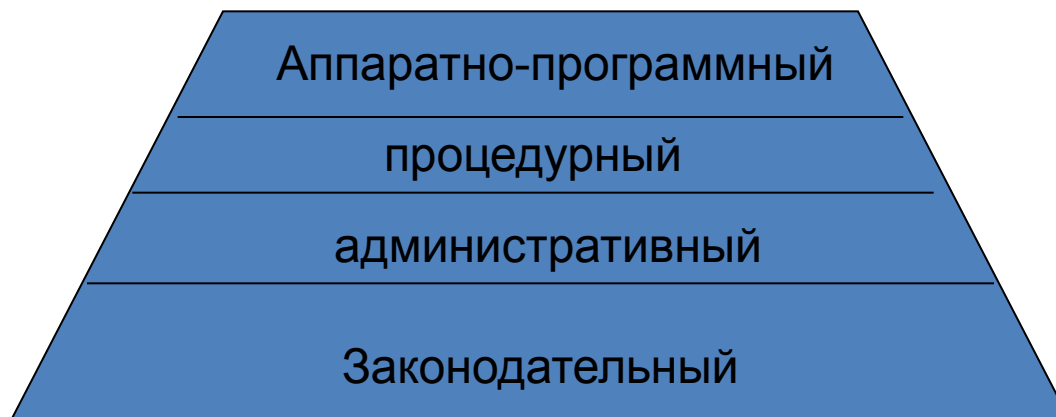 Аппаратно-программный
процедурный
административный
Законодательный